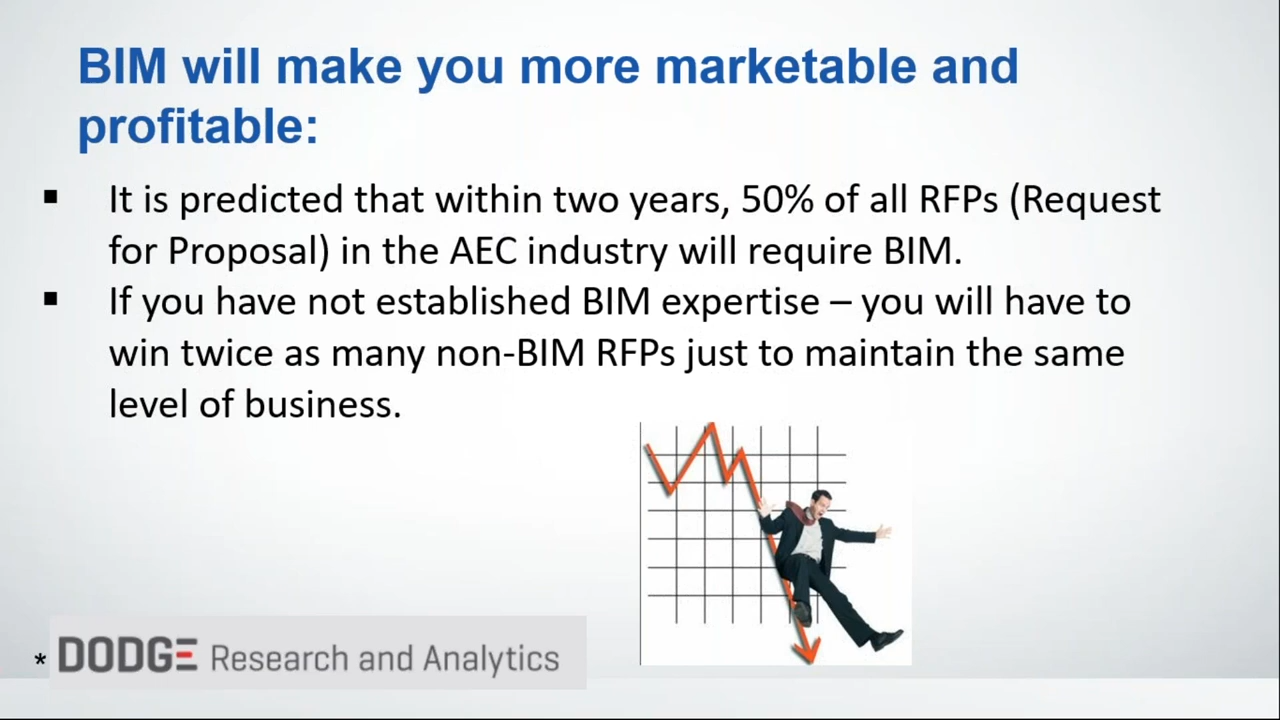 BIM will make you more marketable and
profitable:
▪ It is predicted that within two years, 50% of all RFPs (Request
for Proposal) in the AEC industry will require BIM.
▪ If you have not established BIM expertise – you will have to
win twice as many non-BIM RFPs just to maintain the same
level of business.
* DODGE Research and Analytics